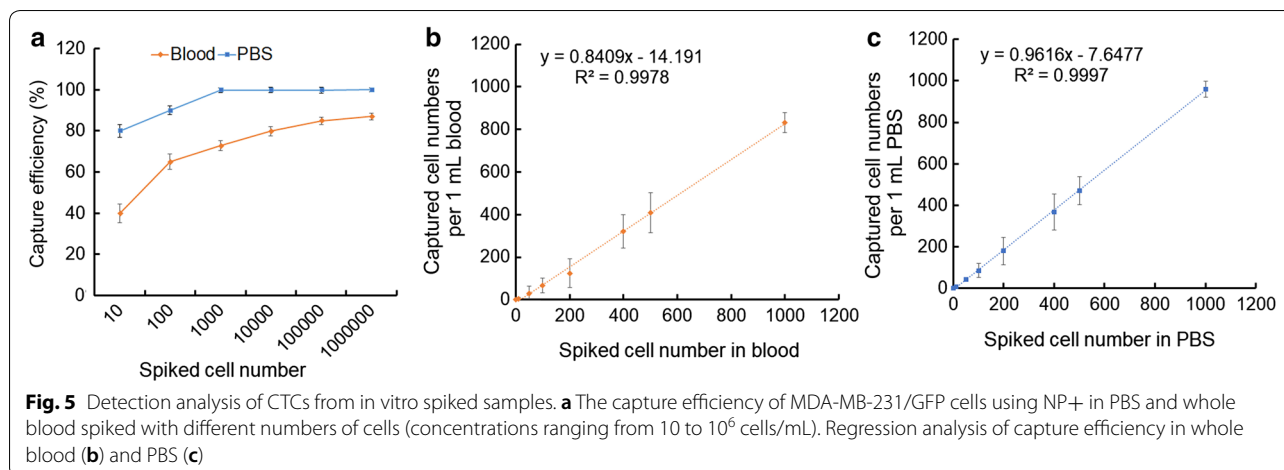 a
Blood PBS
Capture efficiency (%)
120
100
80
60
40
20
0
10 100 1000 10000 100000 1000000
Spiked cell number
b
y = 0.8409x - 14.191
R² = 0.9978
Captured cell numbers
per 1 mL blood
1200
1000
800
600
400
200
0
0 200 400 600 800 1000 1200
Spiked cell number in blood
c
y = 0.9616x - 7.6477
R² = 0.9997
Captured cell numbers
per 1 mL PBS
1200
1000
800
600
400
200
0
0 200 400 600 800 1000 1200
Spiked cell number in PBS
Fig. 5 Detection analysis of CTCs from in vitro spiked samples. a The capture efficiency of MDA-MB-231/GFP cells using NP+ in PBS and whole
blood spiked with different numbers of cells (concentrations ranging from 10 to 10⁶ cells/mL). Regression analysis of capture efficiency in whole
blood (b) and PBS (c)